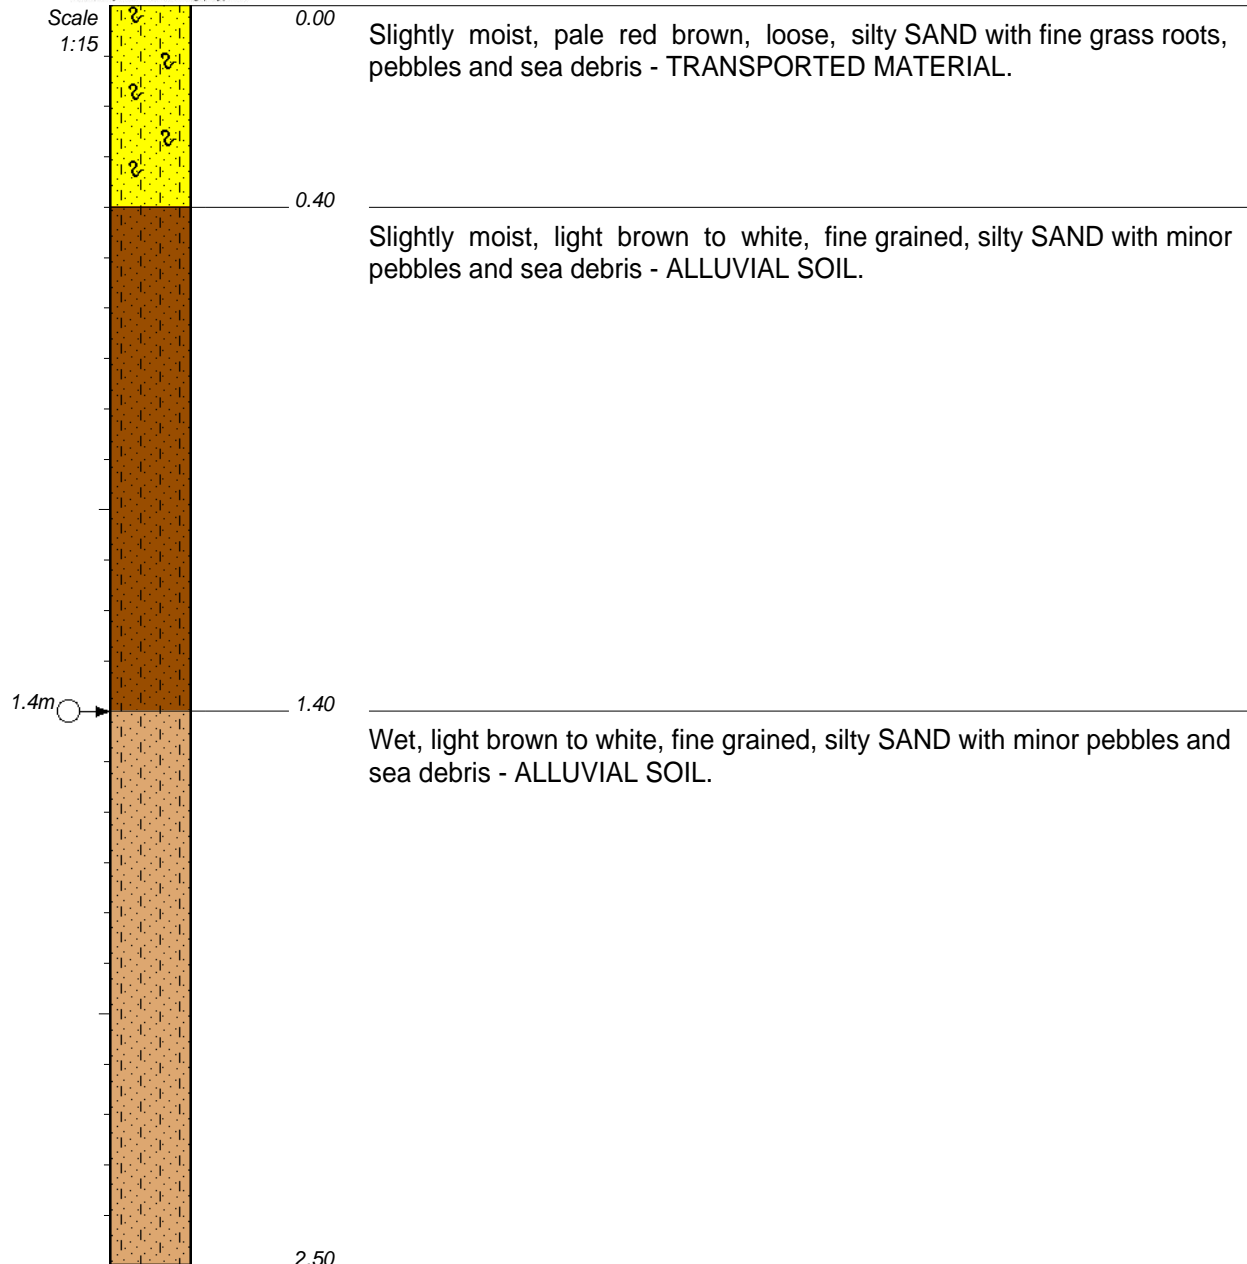 Scale
1:15
0.00
Slightly moist, pale red brown, loose, silty SAND with fine grass roots,
pebbles and sea debris - TRANSPORTED MATERIAL.
0.40
Slightly moist, light brown to white, fine grained, silty SAND with minor
pebbles and sea debris - ALLUVIAL SOIL.
1.4m
1.40
Wet, light brown to white, fine grained, silty SAND with minor pebbles and
sea debris - ALLUVIAL SOIL.
2.50